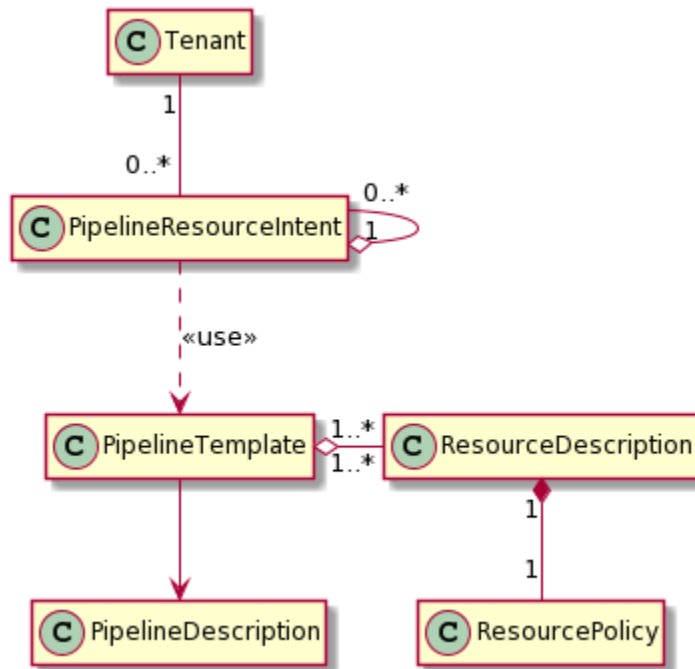 C Tenant
1
0..*
0..*
C PipelineResourceIntent
1
«use»
C PipelineTemplate
1..*
1..*
C ResourceDescription
1
1
C PipelineDescription
C ResourcePolicy